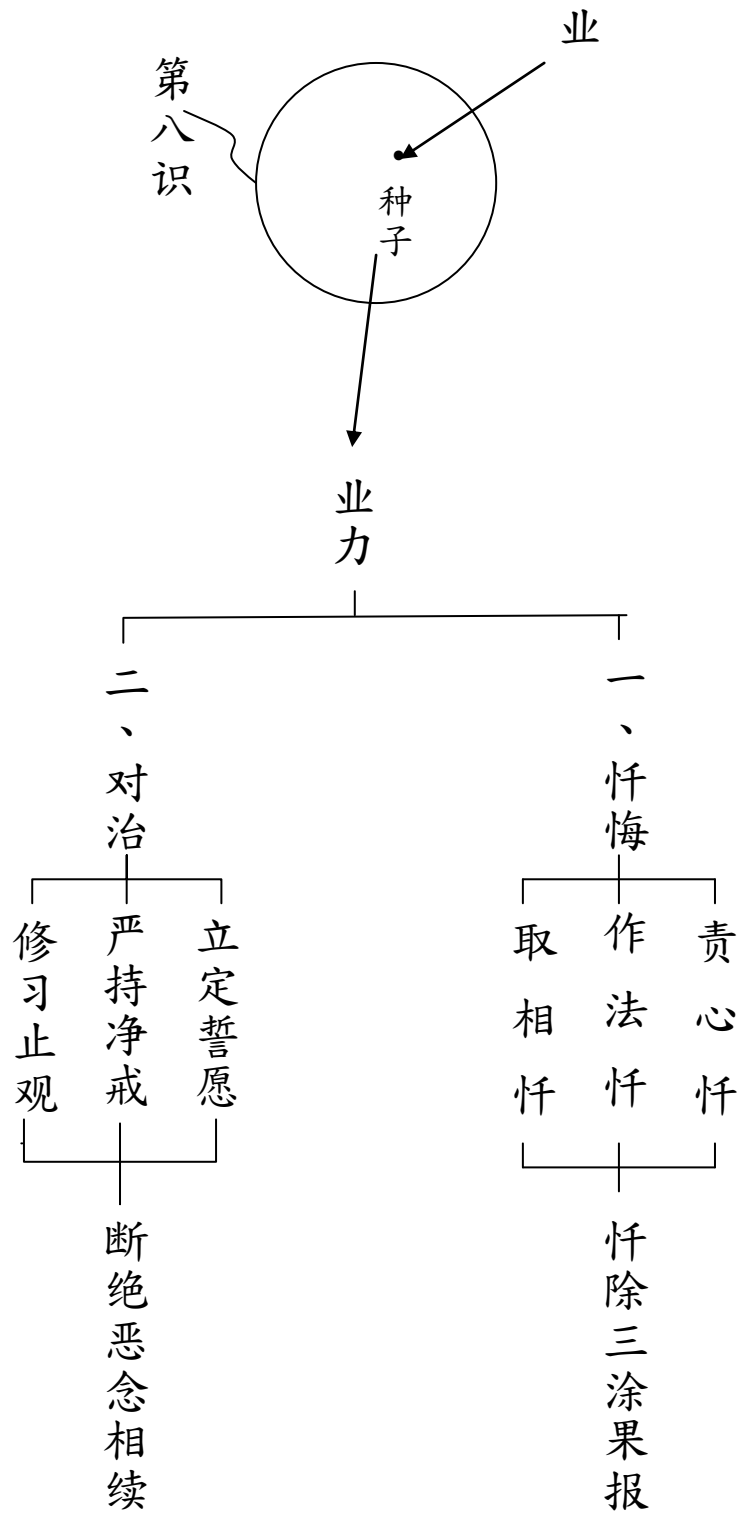 业
第八识
种子
业力
一、忏悔
责心忏
作法忏
取相忏
忏除三涂果报
二、对治
立定誓愿
严持净戒
修习止观
断绝恶念相续